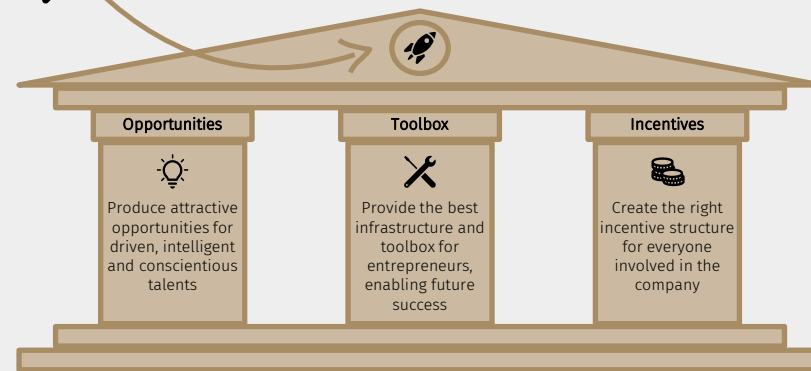 Opportunities
Produce attractive
opportunities for
driven, intelligent
and conscientious
talents
Toolbox
Provide the best
infrastructure and
toolbox for
entrepreneurs,
enabling future
success
Incentives
Create the right
incentive structure
for everyone
involved in the
company